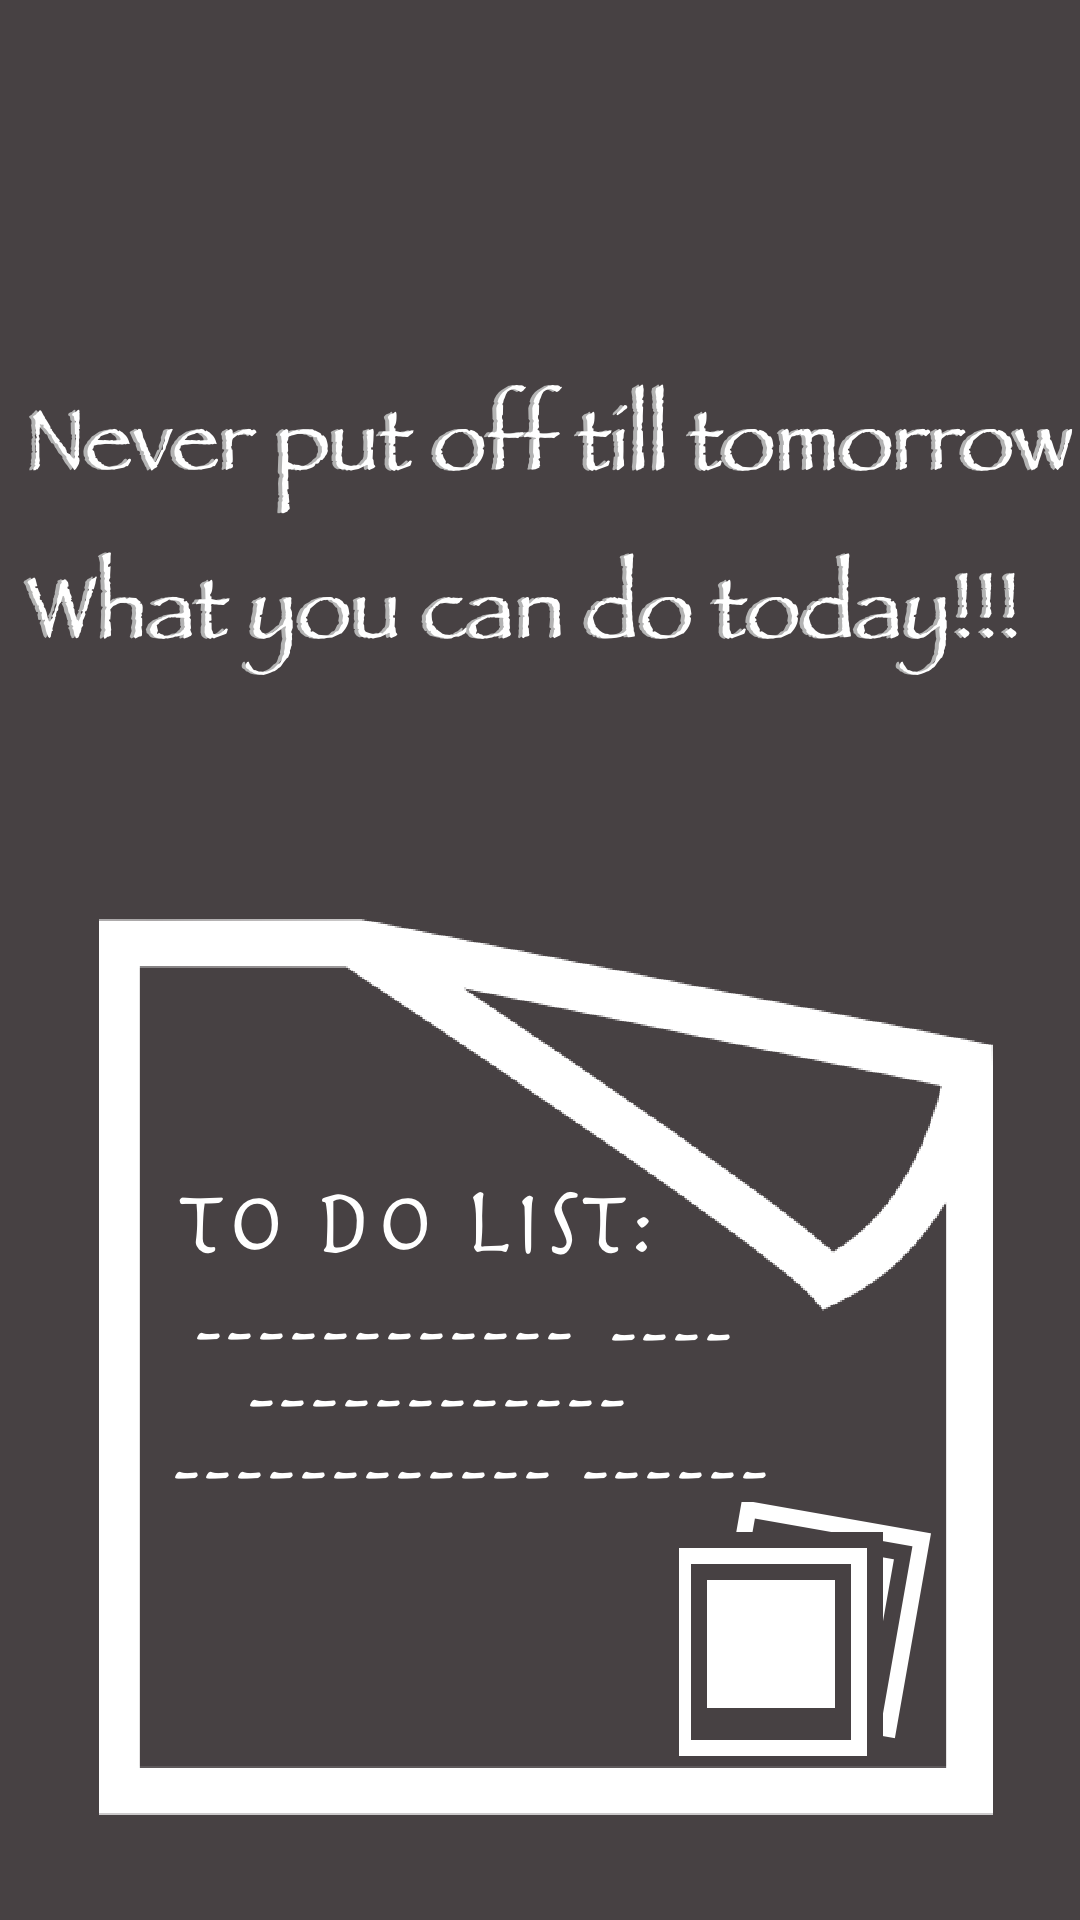 Never put off till tomorrow
What you can do today!!!
TO DO LIST:
------------ ----
------------
------------ ------